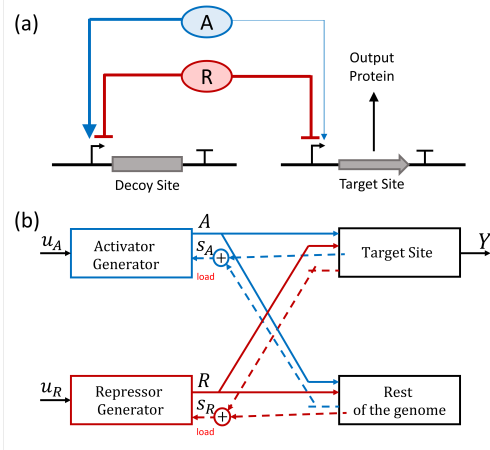 (a)
A
R
Output
Protein
Decoy Site
Target Site
(b)
u_A
Activator
Generator
A
s_A
+
load
Target Site
Y
u_R
Repressor
Generator
R
s_R
+
load
Rest
of the genome